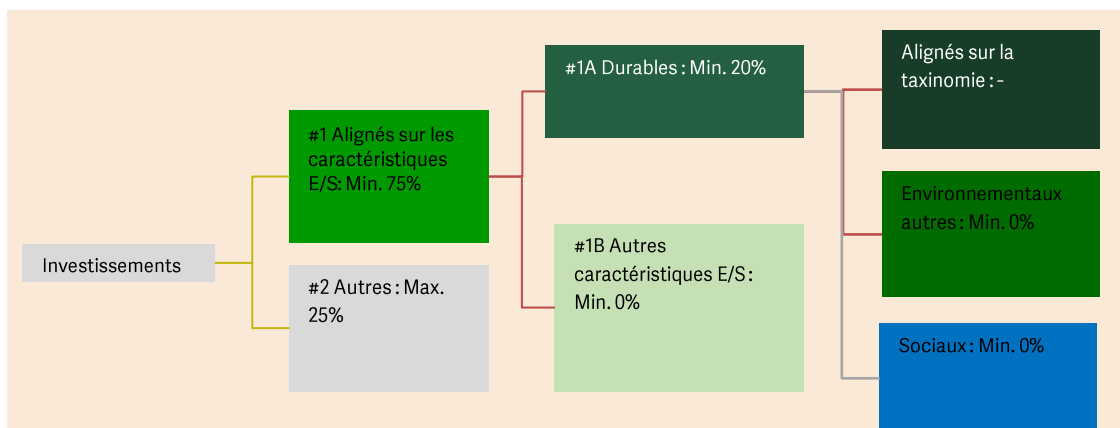 Investissements
#1 Alignés sur les
caractéristiques
E/S: Min. 75%
#2 Autres : Max.
25%
#1A Durables : Min. 20%
#1B Autres
caractéristiques E/S :
Min. 0%
Alignés sur la
taxinomie : -
Environnementaux
autres : Min. 0%
Sociaux : Min. 0%